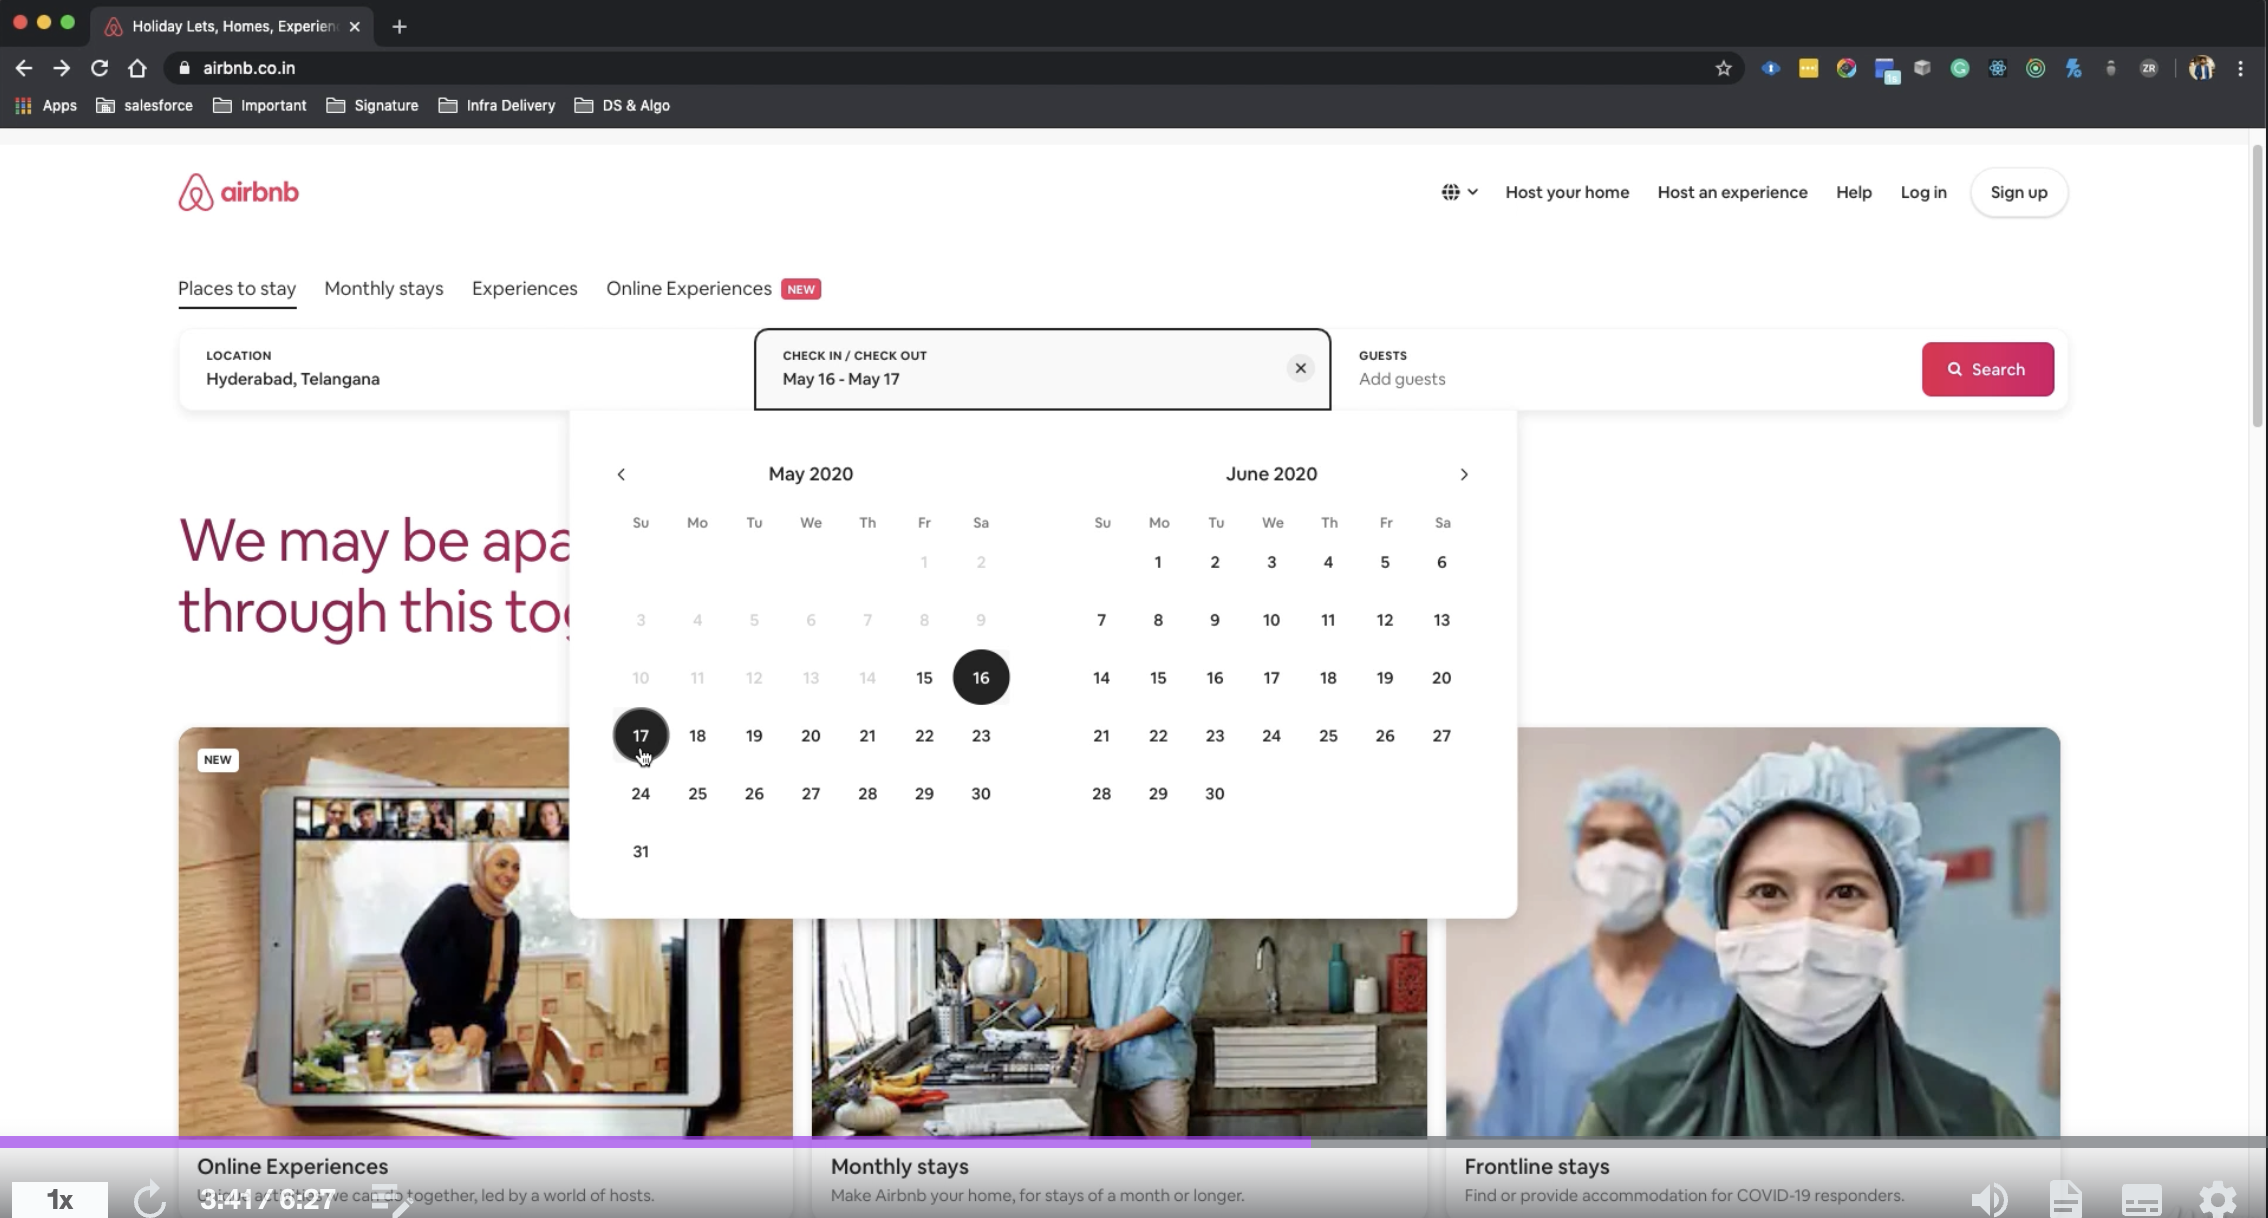 Holiday Lets, Homes, Experien
airbnb.co.in
1s
ZR
Apps salesforce Important Signature Infra Delivery DS & Algo
airbnb
Host your home Host an experience Help Log in Sign up
Places to stay Monthly stays Experiences Online Experiences NEW
LOCATION
Hyderabad, Telangana
CHECK IN / CHECK OUT
May 16 - May 17
GUESTS
Add guests
Search
We may be apa
through this tog
May 2020
Su Mo Tu We Th Fr Sa
1 2
3 4 5 6 7 8 9
10 11 12 13 14 15 16
17 18 19 20 21 22 23
24 25 26 27 28 29 30
31
June 2020
Su Mo Tu We Th Fr Sa
1 2 3 4 5 6
7 8 9 10 11 12 13
14 15 16 17 18 19 20
21 22 23 24 25 26 27
28 29 30
NEW
Online Experiences
Unique activities we can do together, led by a world of hosts.
Monthly stays
Make Airbnb your home, for stays of a month or longer.
Frontline stays
Find or provide accommodation for COVID-19 responders.
1x
3:41 / 6:27